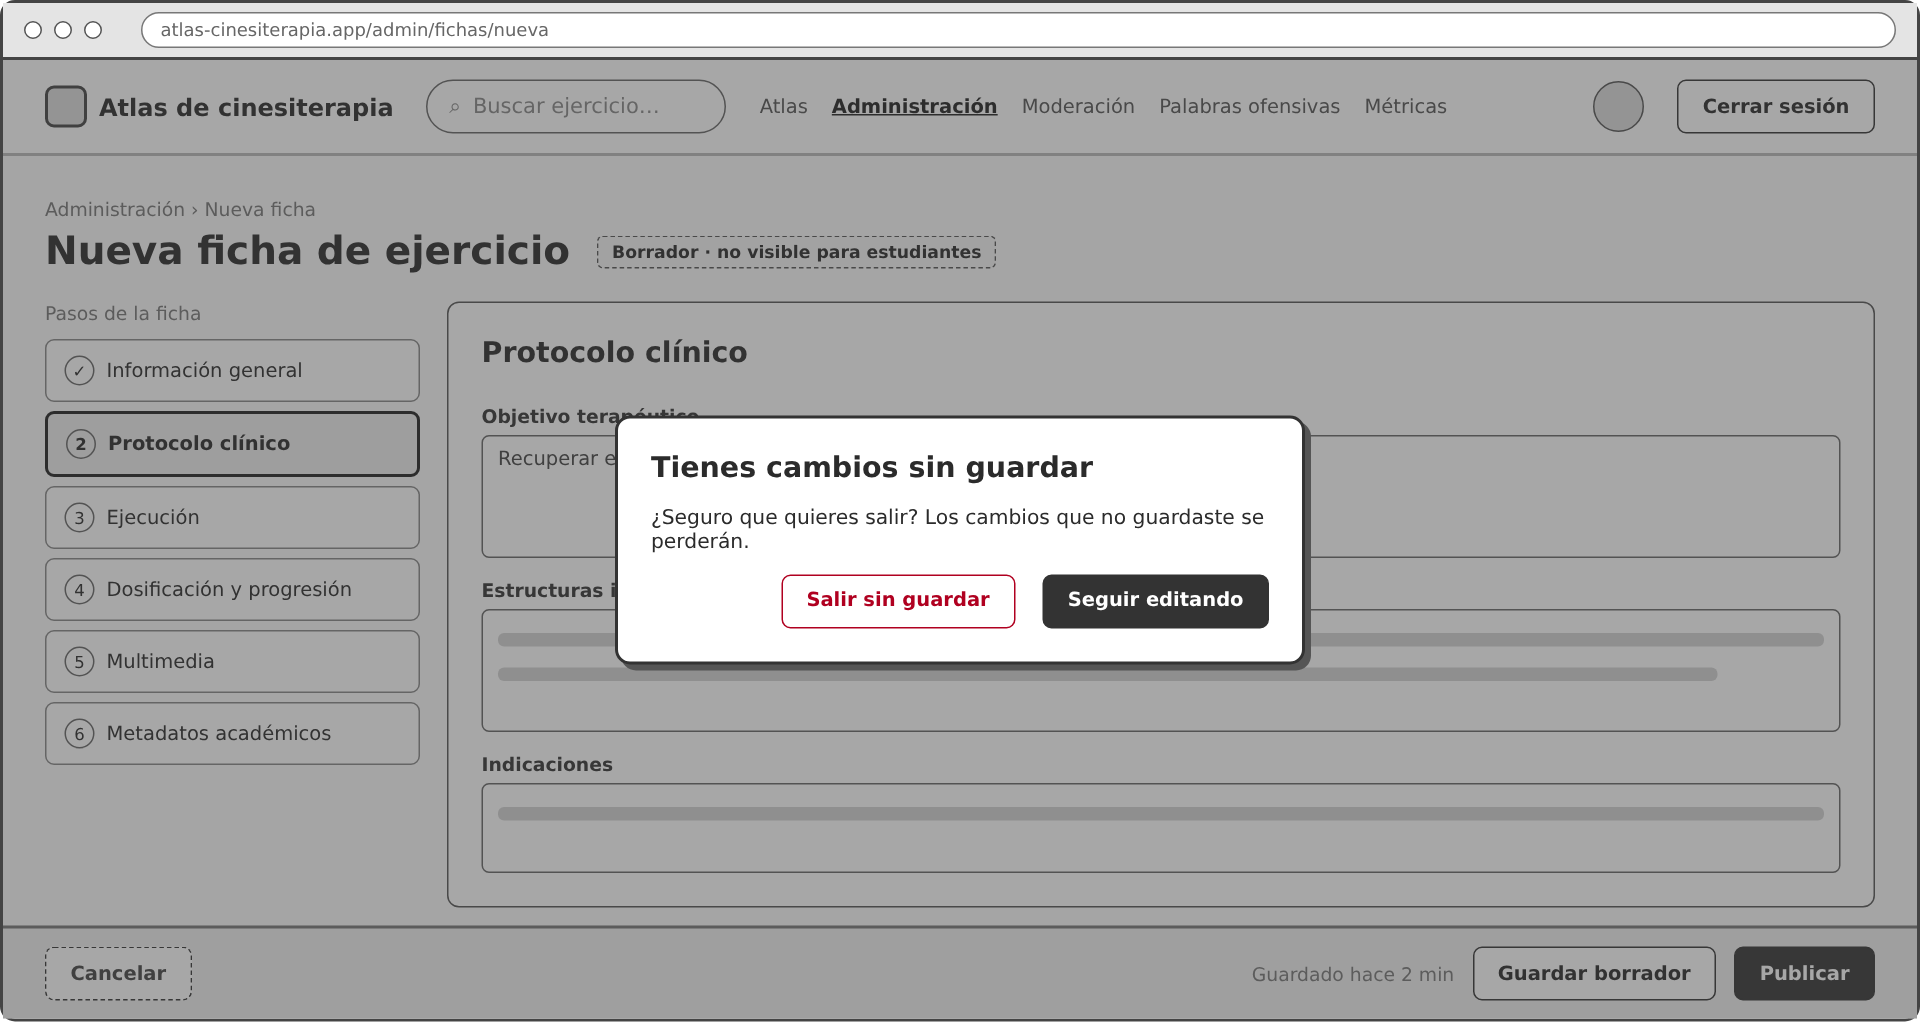 atlas-cinesiterapia.app/admin/fichas/nueva
Atlas de cinesiterapia
Buscar ejercicio...
Atlas
Administración
Moderación
Palabras ofensivas
Métricas
Cerrar sesión
Administración › Nueva ficha
Nueva ficha de ejercicio
Borrador · no visible para estudiantes
Pasos de la ficha
✓ Información general
2 Protocolo clínico
3 Ejecución
4 Dosificación y progresión
5 Multimedia
6 Metadatos académicos
Protocolo clínico
Objetivo terapéutico
Recuperar
Tienes cambios sin guardar
¿Seguro que quieres salir? Los cambios que no guardaste se
perderán.
Salir sin guardar
Seguir editando
Estructuras
Indicaciones
Cancelar
Guardado hace 2 min
Guardar borrador
Publicar